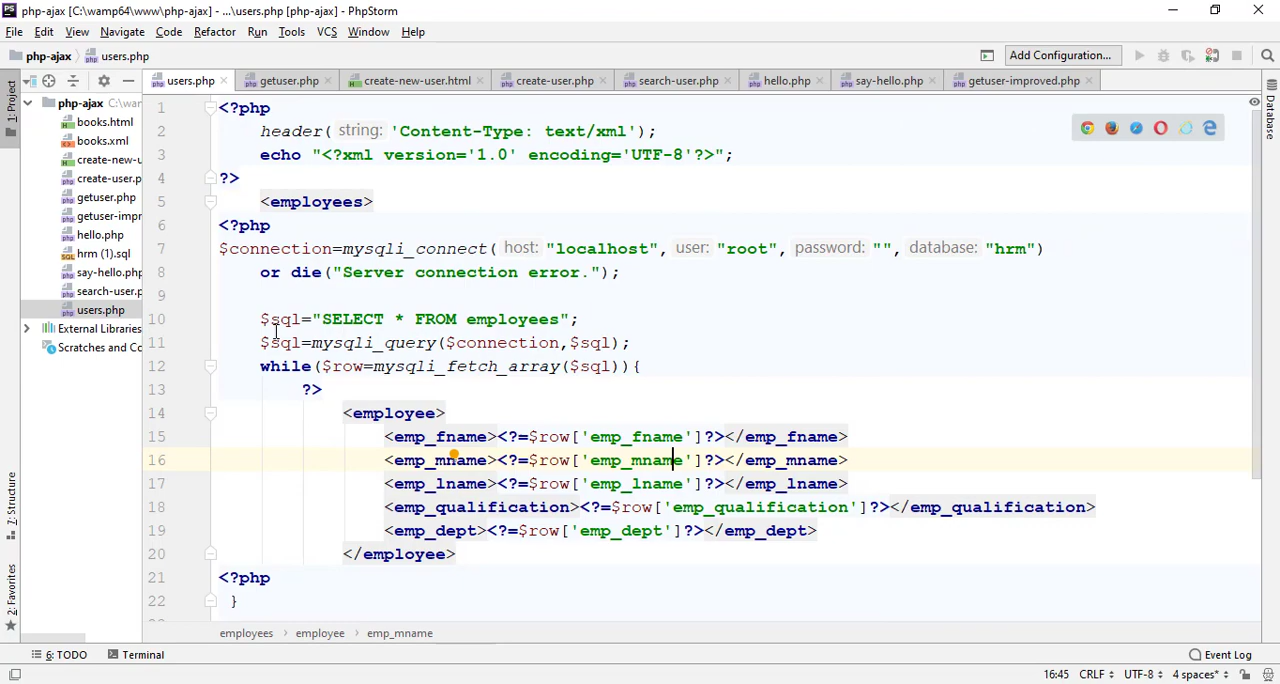 php-ajax [C:\wamp64\www\php-ajax] - ...\users.php [php-ajax] - PhpStorm
File Edit View Navigate Code Refactor Run Tools VCS Window Help
php-ajax users.php Add Configuration...
users.php getuser.php create-new-user.html create-user.php search-user.php hello.php say-hello.php getuser-improved.php
1: Project
php-ajax C:\wa
books.html
books.xml
create-new-u
create-user.p
getuser.php
getuser-impr
hello.php
hrm (1).sql
say-hello.php
search-user.p
users.php
External Libraries
Scratches and Co
7: Structure
2: Favorites
Database
1 <?php
2 header( string: 'Content-Type: text/xml');
3 echo "<?xml version='1.0' encoding='UTF-8'?>";
4 ?>
5 <employees>
6 <?php
7 $connection=mysqli_connect( host: "localhost", user: "root", password: "", database: "hrm")
8 or die("Server connection error.");
9
10 $sql="SELECT * FROM employees";
11 $sql=mysqli_query($connection,$sql);
12 while($row=mysqli_fetch_array($sql)){
13 ?>
14 <employee>
15 <emp_fname><?=$row['emp_fname']?></emp_fname>
16 <emp_mname><?=$row['emp_mname']?></emp_mname>
17 <emp_lname><?=$row['emp_lname']?></emp_lname>
18 <emp_qualification><?=$row['emp_qualification']?></emp_qualification>
19 <emp_dept><?=$row['emp_dept']?></emp_dept>
20 </employee>
21 <?php
22 }
employees › employee › emp_mname
6: TODO Terminal Event Log
16:45 CRLF UTF-8 4 spaces*